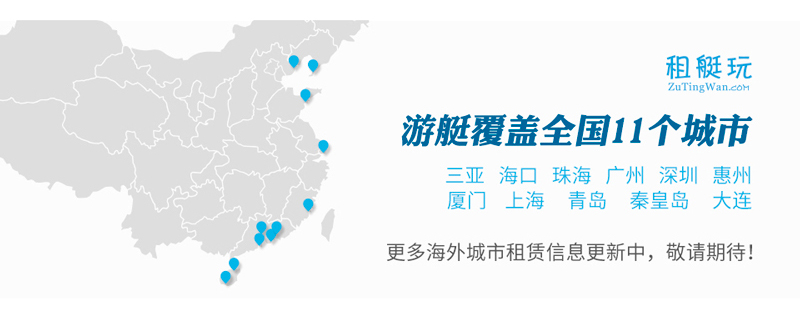 租艇玩
ZuTingWan.com
游艇覆盖全国11个城市
三亚 海口 珠海 广州 深圳 惠州
厦门 上海 青岛 秦皇岛 大连
更多海外城市租赁信息更新中，敬请期待！